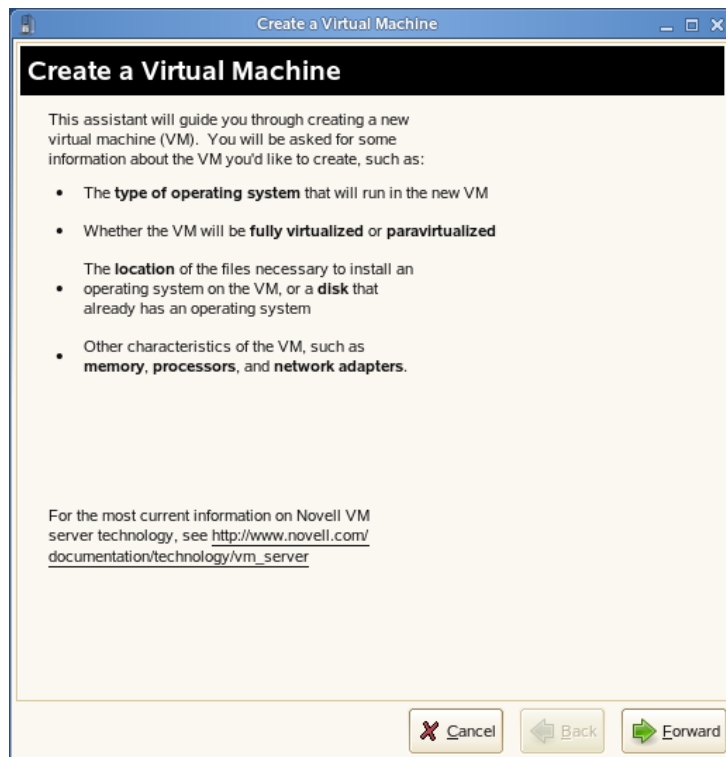 Create a Virtual Machine
Create a Virtual Machine
This assistant will guide you through creating a new
virtual machine (VM). You will be asked for some
information about the VM you'd like to create, such as:
• The type of operating system that will run in the new VM
• Whether the VM will be fully virtualized or paravirtualized
The location of the files necessary to install an
• operating system on the VM, or a disk that
already has an operating system
Other characteristics of the VM, such as
• memory, processors, and network adapters.
For the most current information on Novell VM
server technology, see http://www.novell.com/
documentation/technology/vm_server
Cancel Back Forward